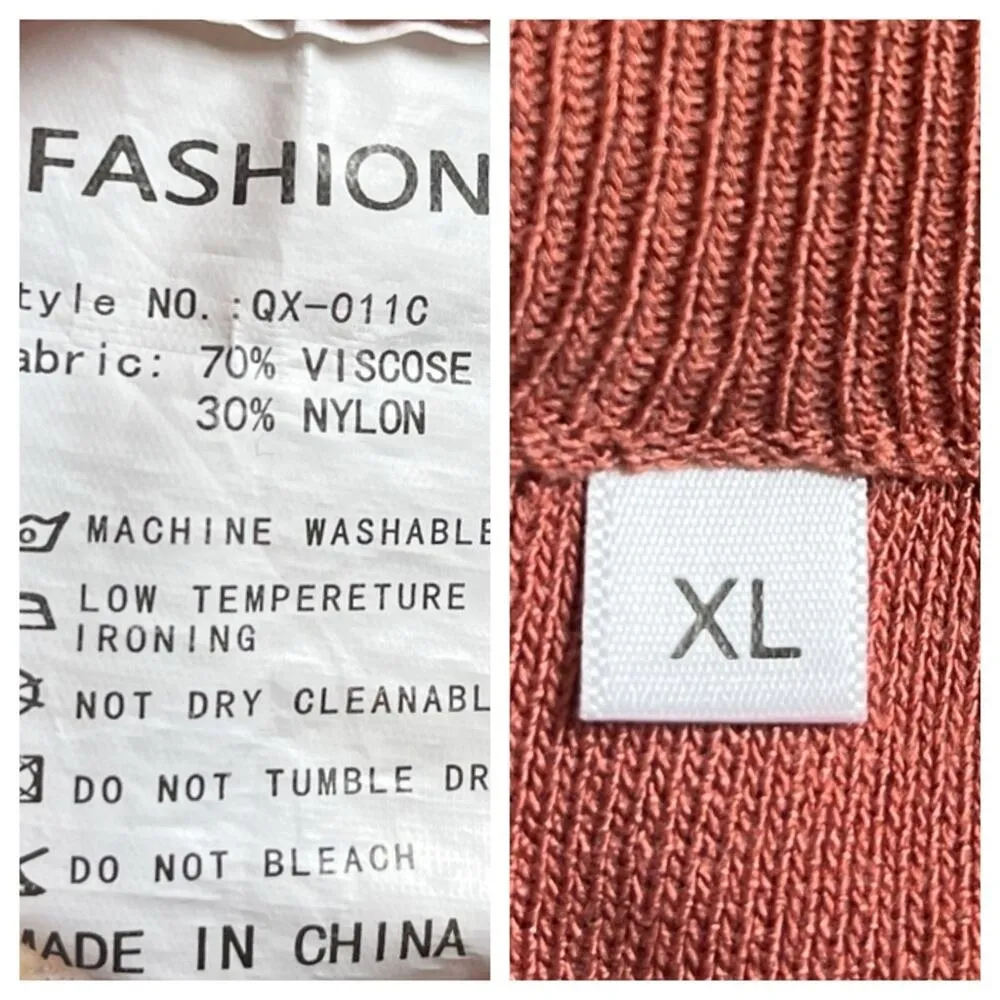 FASHION
tyle NO. :QX-011C
abric: 70% VISCOSE
30% NYLON
MACHINE WASHABLE
LOW TEMPERETURE
IRONING
NOT DRY CLEANABL
DO NOT TUMBLE DR
DO NOT BLEACH
MADE IN CHINA
XL